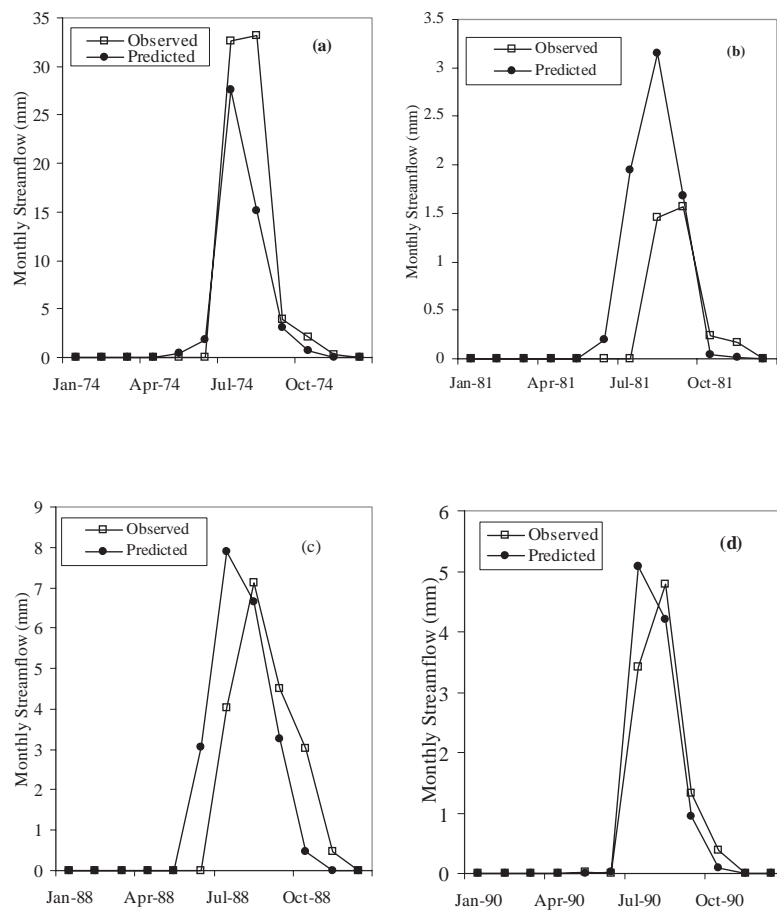 35
30
25
20
15
10
5
0
Monthly Streamflow (mm)
Observed
Predicted
(a)
Jan-74 Apr-74 Jul-74 Oct-74
3.5
3
2.5
2
1.5
1
0.5
0
Monthly Streamflow (mm)
Observed
Predicted
(b)
Jan-81 Apr-81 Jul-81 Oct-81
9
8
7
6
5
4
3
2
1
0
Monthly Streamflow (mm)
Observed
Predicted
(c)
Jan-88 Apr-88 Jul-88 Oct-88
6
5
4
3
2
1
0
Monthly Streamflow (mm)
Observed
Predicted
(d)
Jan-90 Apr-90 Jul-90 Oct-90